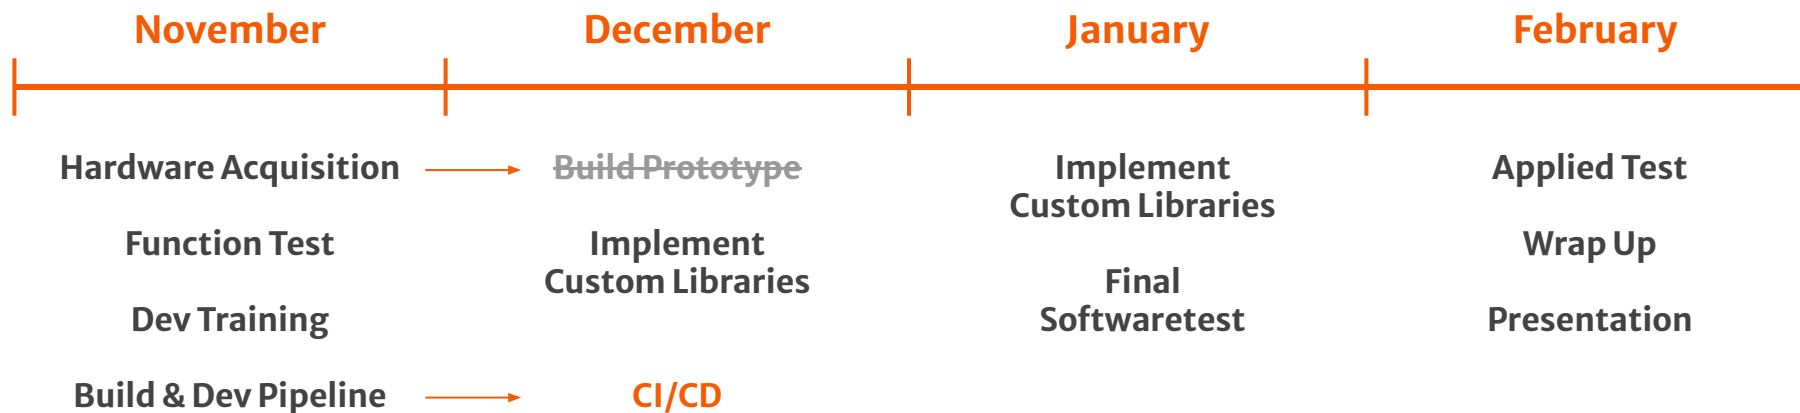 November
December
January
February
Hardware Acquisition
Function Test
Dev Training
Build & Dev Pipeline
Build Prototype
Implement
Custom Libraries
CI/CD
Implement
Custom Libraries
Final
Softwaretest
Applied Test
Wrap Up
Presentation